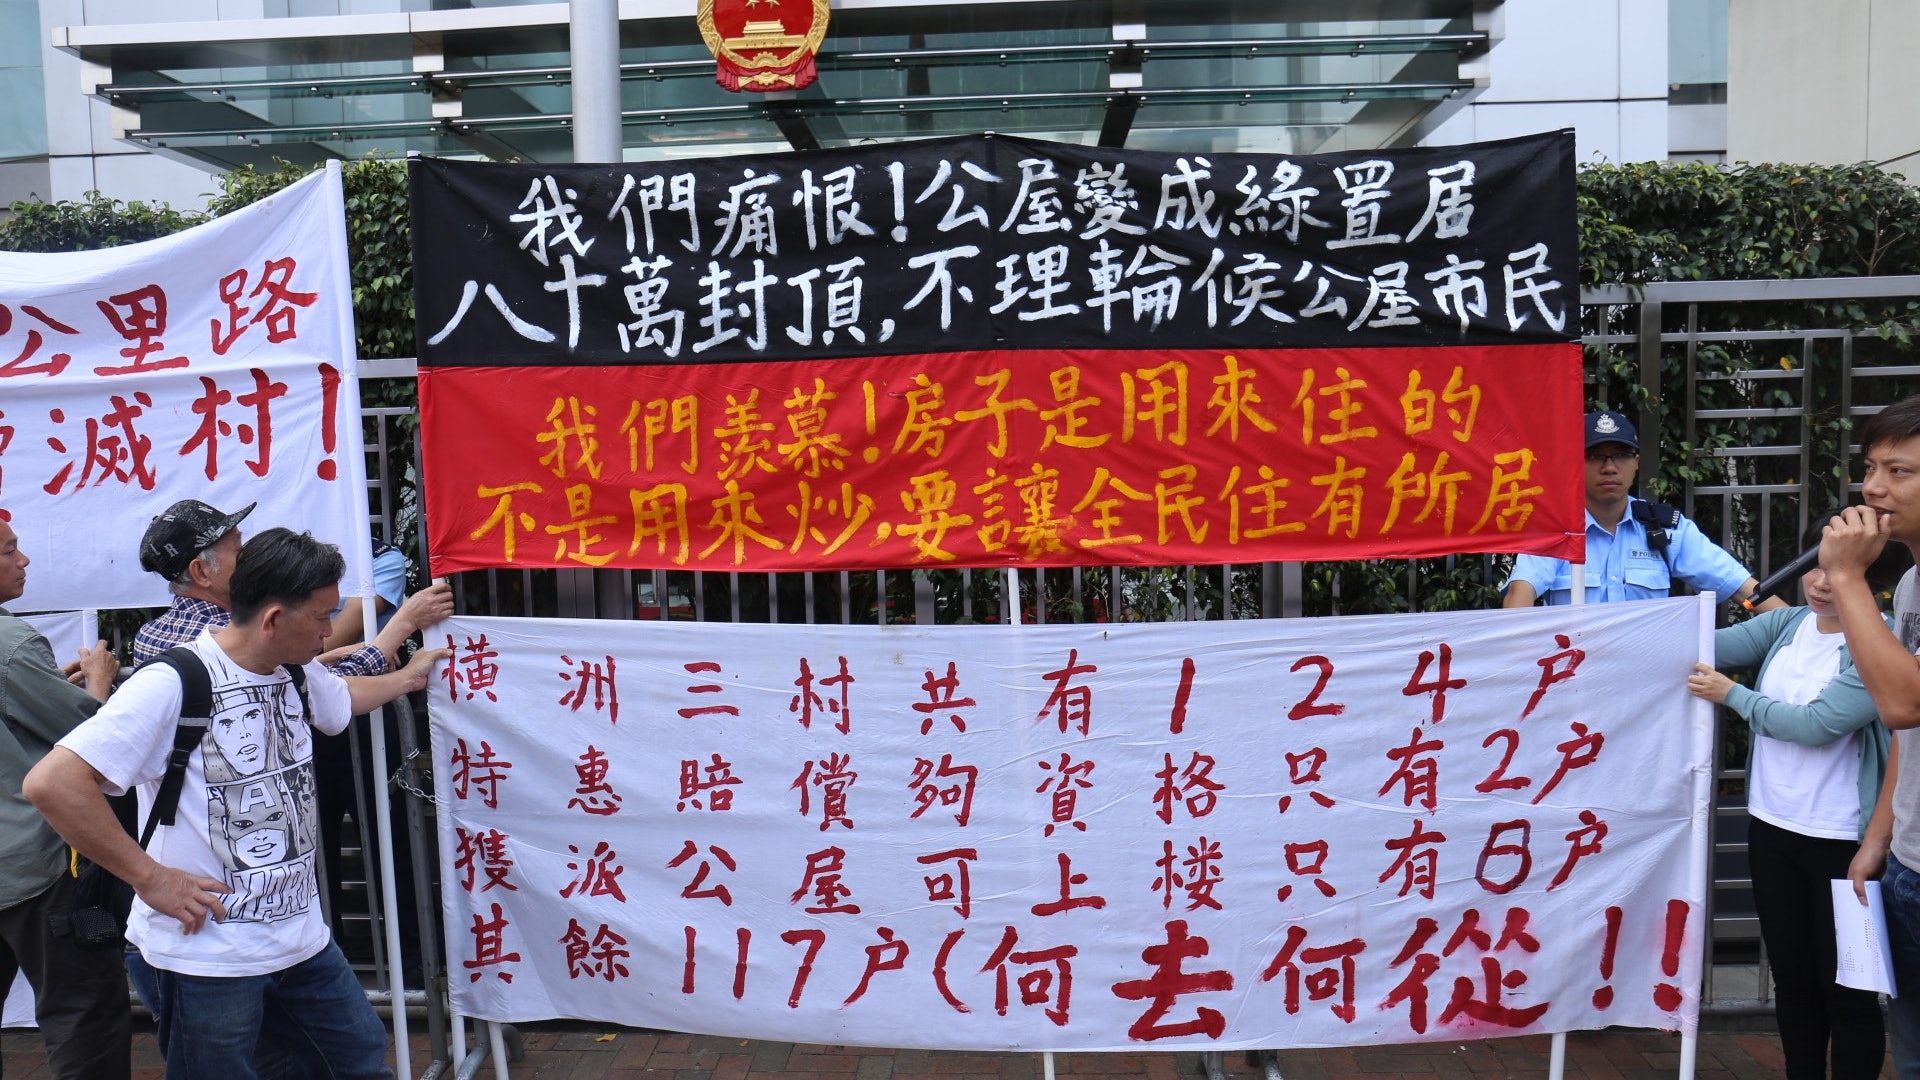 公里路
滅村!
我們痛恨!公屋變成綠置居
八十萬封頂,不理輪候公屋市民
我們羨慕!房子是用來住的
不是用來炒,要讓全民住有所居
橫洲三村共有124户
特惠賠償夠資格只有2户
獲派公屋可上楼只有8户
其餘117户(何去何從!!
POLICE
A
MARV